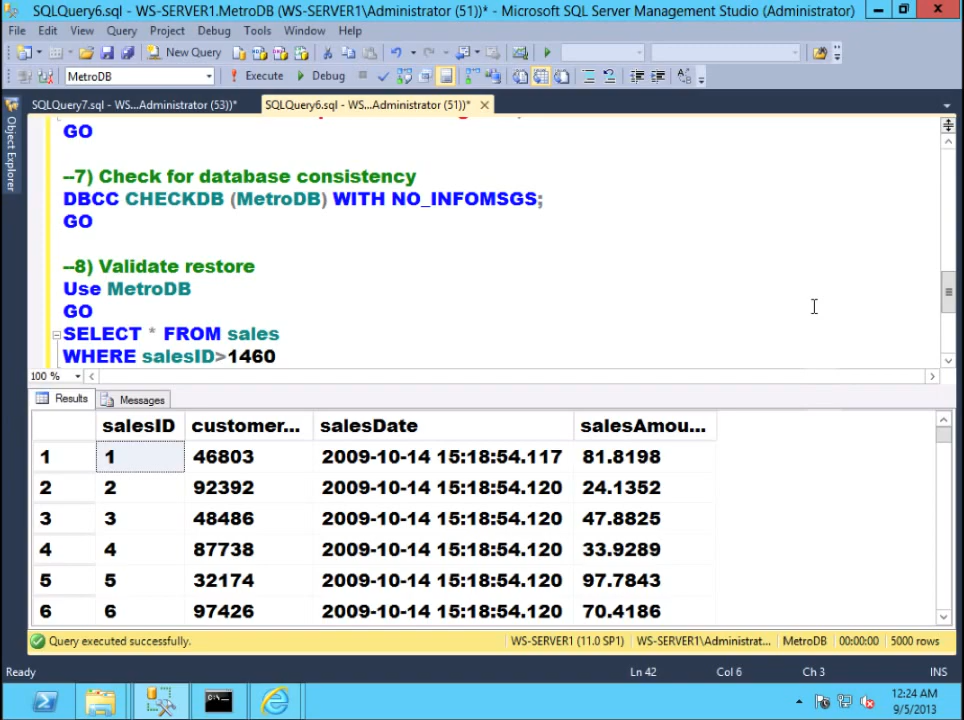 SQLQuery6.sql - WS-SERVER1.MetroDB (WS-SERVER1\Administrator (51))* - Microsoft SQL Server Management Studio (Administrator)
File Edit View Query Project Debug Tools Window Help
New Query
MetroDB Execute Debug
SQLQuery7.sql - WS...Administrator (53))* SQLQuery6.sql - WS...Administrator (51))*
Object Explorer
GO
--7) Check for database consistency
DBCC CHECKDB (MetroDB) WITH NO_INFOMSGS;
GO
--8) Validate restore
Use MetroDB
GO
SELECT * FROM sales
WHERE salesID>1460
100 %
Results Messages
salesID customer... salesDate salesAmou...
1 1 46803 2009-10-14 15:18:54.117 81.8198
2 2 92392 2009-10-14 15:18:54.120 24.1352
3 3 48486 2009-10-14 15:18:54.120 47.8825
4 4 87738 2009-10-14 15:18:54.120 33.9289
5 5 32174 2009-10-14 15:18:54.120 97.7843
6 6 97426 2009-10-14 15:18:54.120 70.4186
Query executed successfully. WS-SERVER1 (11.0 SP1) WS-SERVER1\Administrat... MetroDB 00:00:00 5000 rows
Ready Ln 42 Col 6 Ch 3 INS
12:24 AM
9/5/2013